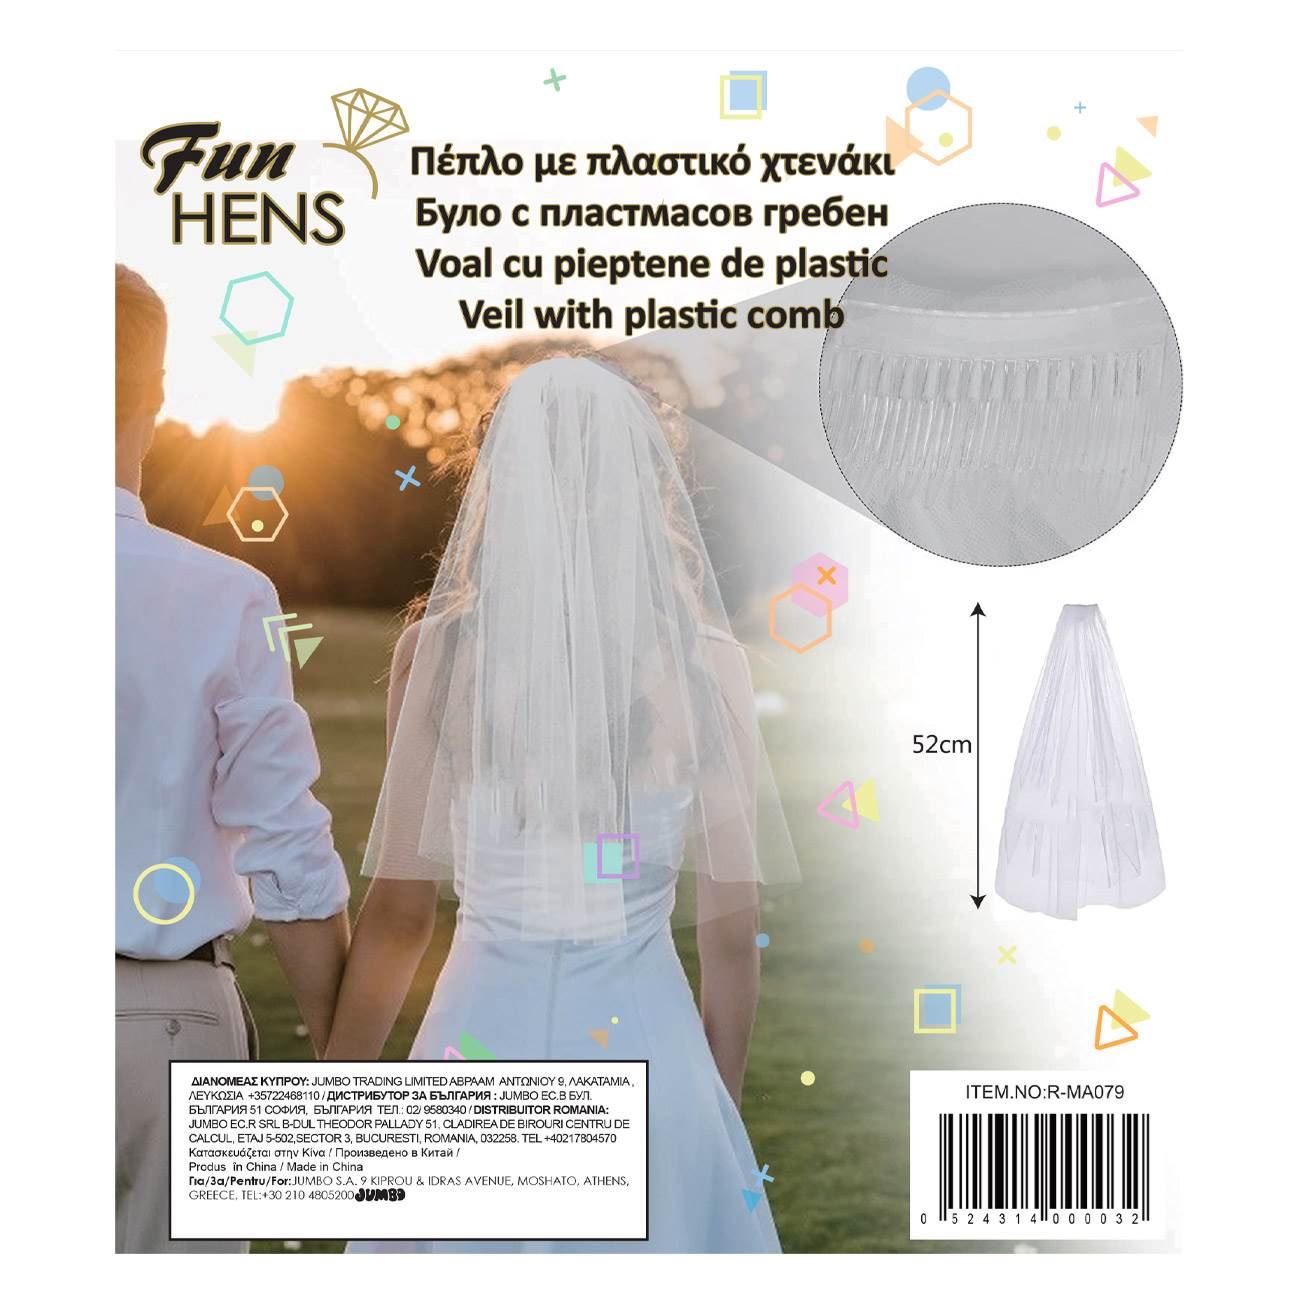 Fun
HENS
Πέπλο με πλαστικό χτενάκι
Було с пластмасов гребен
Voal cu pieptene de plastic
Veil with plastic comb
52cm
ΔΙΑΝΟΜΕΑΣ ΚΥΠΡΟΥ: JUMBO TRADING LIMITED ΑΒΡΑΑΜ ΑΝΤΩΝΙΟΥ 9, ΛΑΚΑΤΑΜΙΑ,
ΛΕΥΚΩΣΙΑ +35722468110 / ДИСТРИБУТОР ЗА БЪЛГАРИЯ : JUMBO EC.B БУЛ.
БЪЛГАРИЯ 51 СОФИЯ, БЪЛГАРИЯ ТЕЛ.: 02/ 9580340 / DISTRIBUITOR ROMANIA:
JUMBO EC.R SRL B-DUL THEODOR PALLADY 51, CLADIREA DE BIROURI CENTRU DE
CALCUL, ETAJ 5-502,SECTOR 3, BUCURESTI, ROMANIA, 032258. TEL +40217804570
Κατασκευάζεται στην Κίνα / Произведено в Китай /
Produs în China / Made in China
Για/За/Pentru/For:JUMBO S.A. 9 KIPROU & IDRAS AVENUE, MOSHATO, ATHENS,
GREECE. TEL:+30 210 4805200 JUMBO
ITEM.NO:R-MA079
0 524314 000032